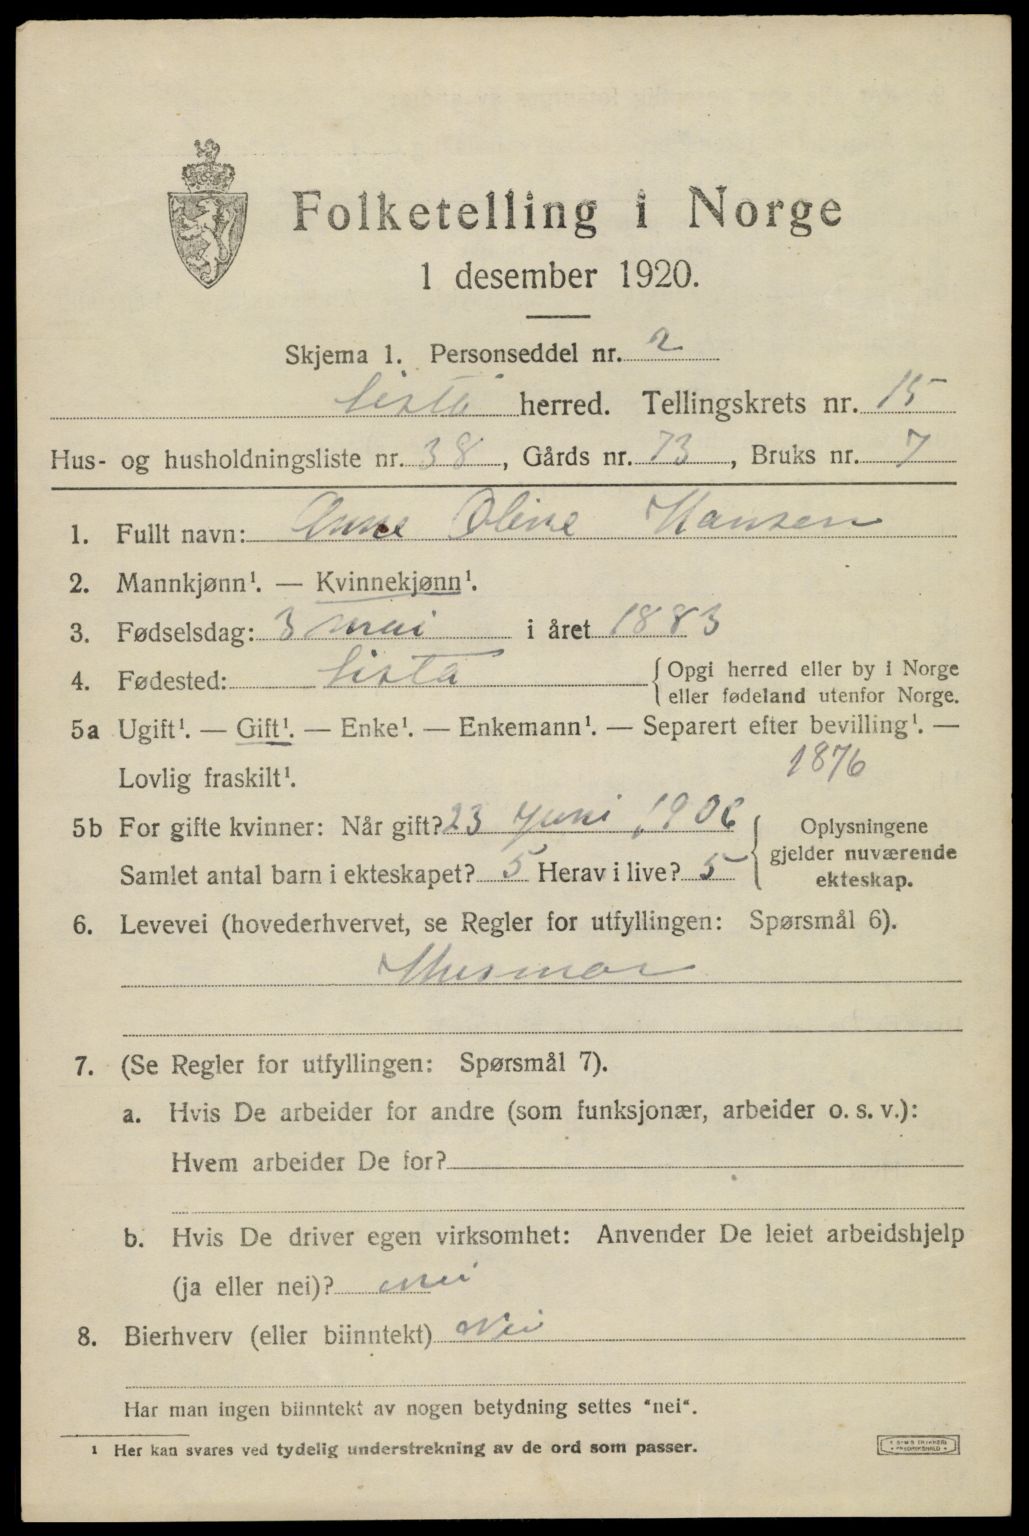 Folketelling i Norge
1 desember 1920.
Skjema 1. Personseddel nr. 2
Lista herred. Tellingskrets nr. 15
Hus- og husholdningsliste nr. 38, Gårds nr. 73, Bruks nr. 7
1. Fullt navn: Anne Oline Hansen
2. Mannkjønn¹. — Kvinnekjønn¹.
3. Fødselsdag: 3 mai i året 1883
4. Fødested: Lista { Opgi herred eller by i Norge
eller fødeland utenfor Norge.
5a Ugift¹. — Gift¹. — Enke¹. — Enkemann¹. — Separert efter bevilling¹. —
Lovlig fraskilt¹. 1876
5b For gifte kvinner: Når gift? 23 juni 1906
Samlet antal barn i ekteskapet? 5 Herav i live? 5
{ Oplysningene
gjelder nuværende
ekteskap.
6. Levevei (hovederhvervet, se Regler for utfyllingen: Spørsmål 6).
Husmor
7. (Se Regler for utfyllingen: Spørsmål 7).
a. Hvis De arbeider for andre (som funksjonær, arbeider o. s. v.):
Hvem arbeider De for?
b. Hvis De driver egen virksomhet: Anvender De leiet arbeidshjelp
(ja eller nei)? nei
8. Bierhverv (eller biinntekt) Nei
Har man ingen biinntekt av nogen betydning settes "nei".
¹ Her kan svares ved tydelig understrekning av de ord som passer.